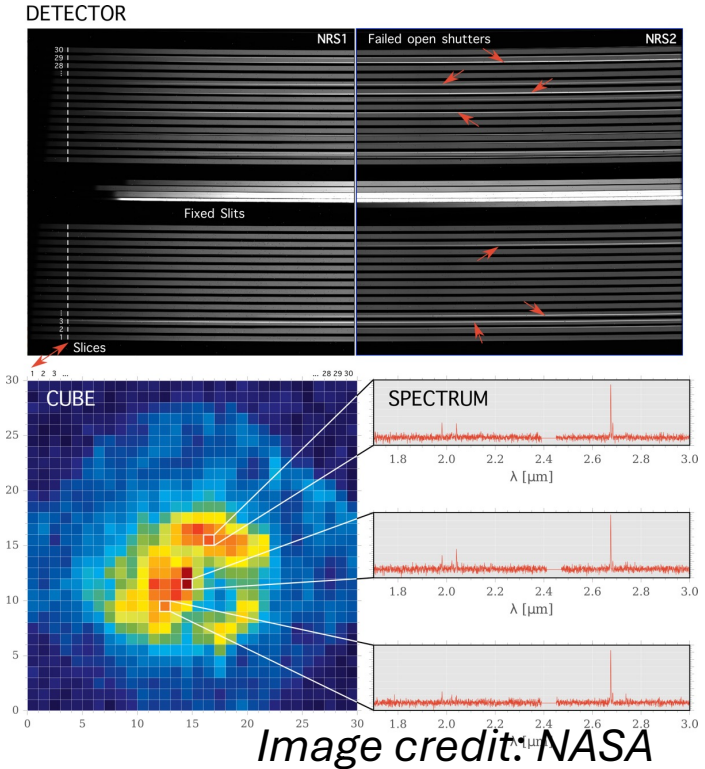 DETECTOR
NRS1
Failed open shutters
NRS2
30
29
28
...
Fixed Slits
...
3
2
1
Slices
1 2 3 ...
... 28 29 30
30
CUBE
SPECTRUM
25
1.8 2.0 2.2 2.4 2.6 2.8 3.0
λ [μm]
20
15
1.8 2.0 2.2 2.4 2.6 2.8 3.0
λ [μm]
10
5
0
0 5 10 15 20 25 30
1.8 2.0 2.2 2.4 2.6 2.8 3.0
λ [μm]
Image credit: NASA